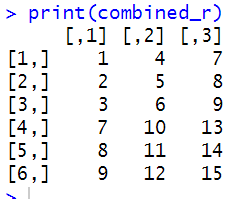 > print(combined_r)
     [,1] [,2] [,3]
[1,]    1    4    7
[2,]    2    5    8
[3,]    3    6    9
[4,]    7   10   13
[5,]    8   11   14
[6,]    9   12   15
>